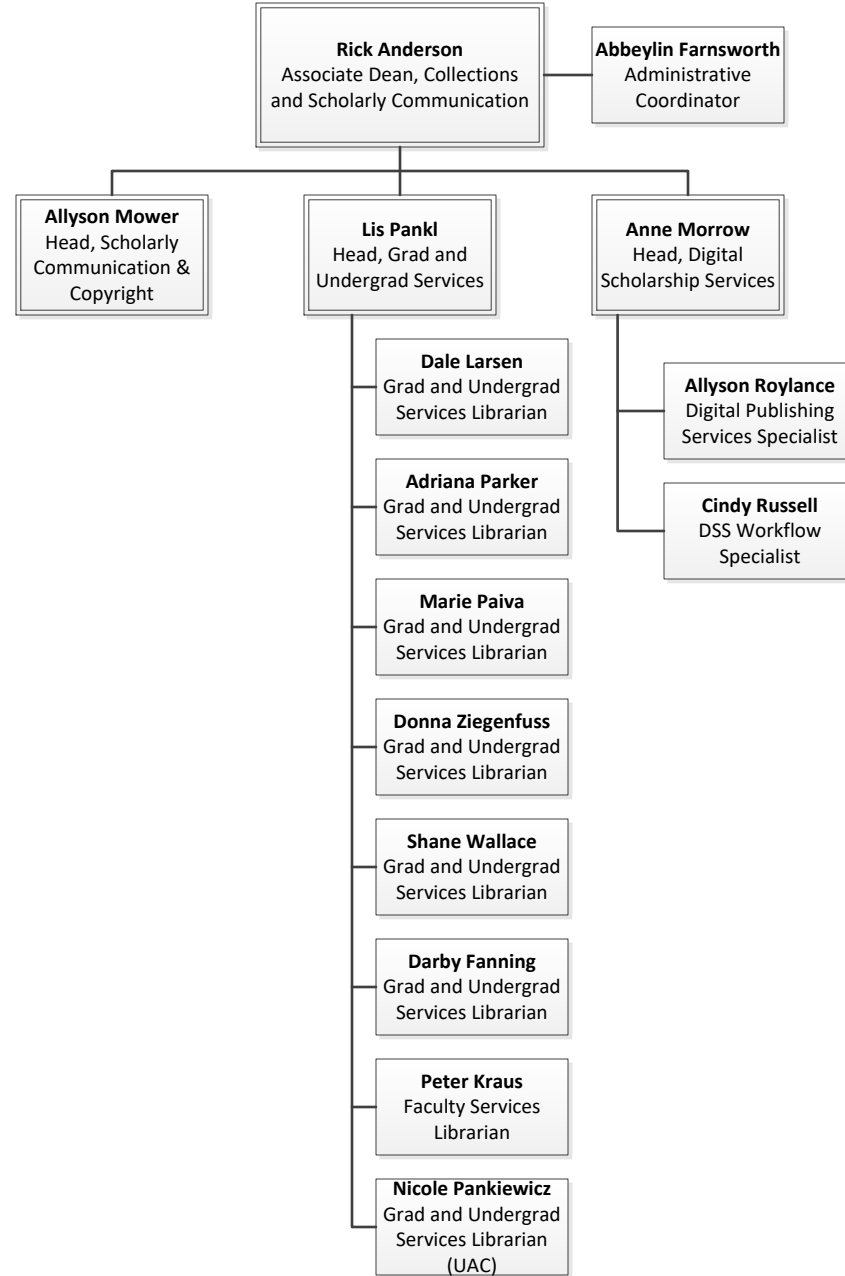 Rick Anderson
Associate Dean, Collections
and Scholarly Communication
Abbeylin Farnsworth
Administrative
Coordinator
Allyson Mower
Head, Scholarly
Communication &
Copyright
Lis Pankl
Head, Grad and
Undergrad Services
Anne Morrow
Head, Digital
Scholarship Services
Dale Larsen
Grad and Undergrad
Services Librarian
Adriana Parker
Grad and Undergrad
Services Librarian
Marie Paiva
Grad and Undergrad
Services Librarian
Donna Ziegenfuss
Grad and Undergrad
Services Librarian
Shane Wallace
Grad and Undergrad
Services Librarian
Darby Fanning
Grad and Undergrad
Services Librarian
Peter Kraus
Faculty Services
Librarian
Nicole Pankiewicz
Grad and Undergrad
Services Librarian
(UAC)
Allyson Roylance
Digital Publishing
Services Specialist
Cindy Russell
DSS Workflow
Specialist